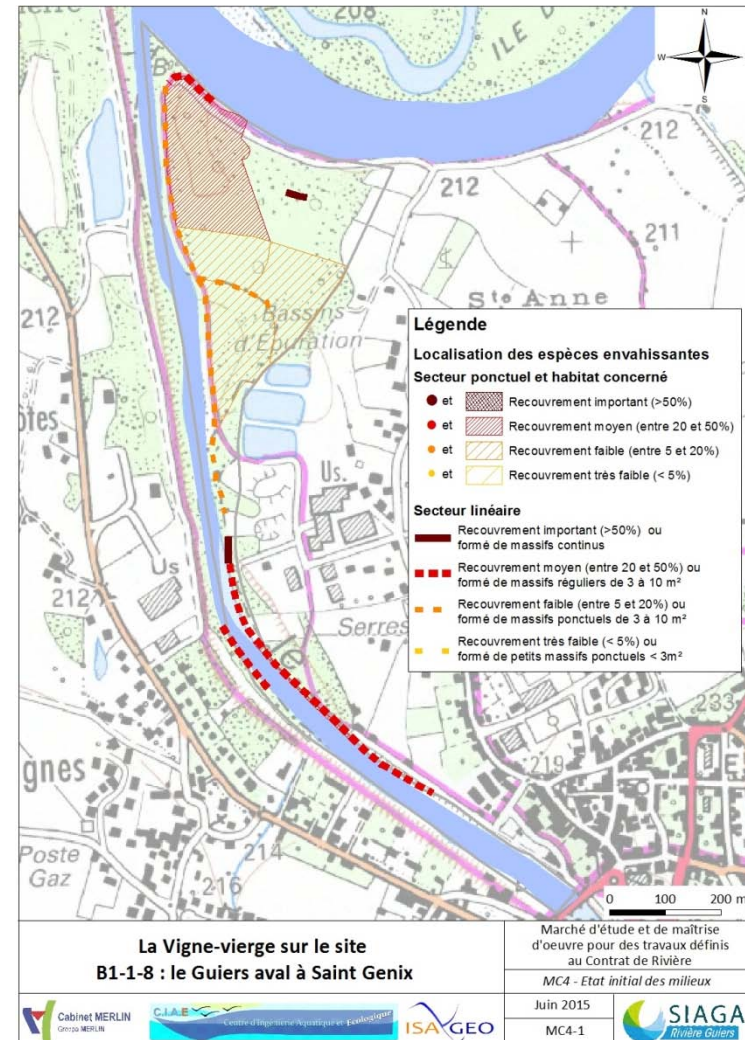 208
ILE D
N
W
E
S
212
212
211
212
Ste Anne
Bassins
d'Epuration
Légende
Localisation des espèces envahissantes
Secteur ponctuel et habitat concerné
et Recouvrement important (>50%)
et Recouvrement moyen (entre 20 et 50%)
et Recouvrement faible (entre 5 et 20%)
et Recouvrement très faible (< 5%)
Secteur linéaire
Recouvrement important (>50%) ou
formé de massifs continus
Recouvrement moyen (entre 20 et 50%) ou
formé de massifs réguliers de 3 à 10 m²
Recouvrement faible (entre 5 et 20%) ou
formé de massifs ponctuels de 3 à 10 m²
Recouvrement très faible (< 5%) ou
formé de petits massifs ponctuels < 3m²
Us.
Us
212
Serres
233
219
gnes
E
Poste
Gaz
214
216
0 100 200 m
La Vigne-vierge sur le site
B1-1-8 : le Guiers aval à Saint Genix
Marché d'étude et de maîtrise
d'oeuvre pour des travaux définis
au Contrat de Rivière
MC4 - Etat initial des milieux
Juin 2015
MC4-1
Cabinet MERLIN
Groupe MERLIN
C.I.A.E
Centre d'Ingénierie Aquatique et Ecologique
ISA GEO
SIAGA
Rivière Guiers